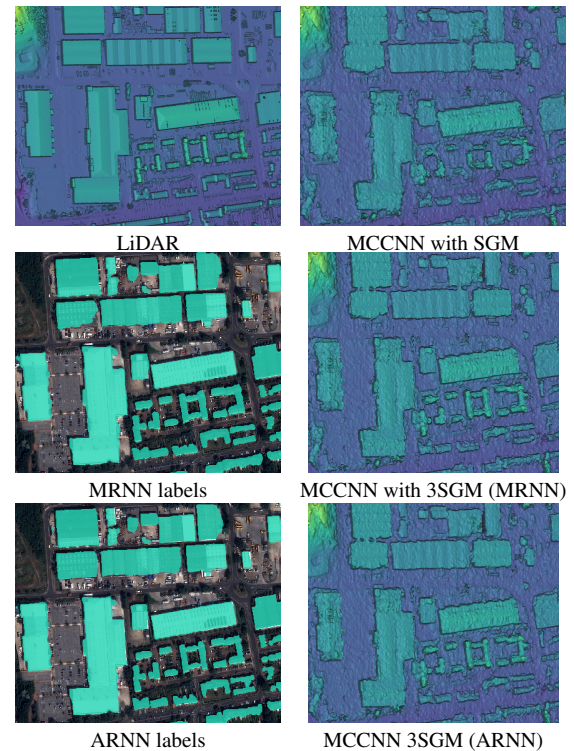 LiDAR
MCCNN with SGM
MRNN labels
MCCNN with 3SGM (MRNN)
ARNN labels
MCCNN 3SGM (ARNN)